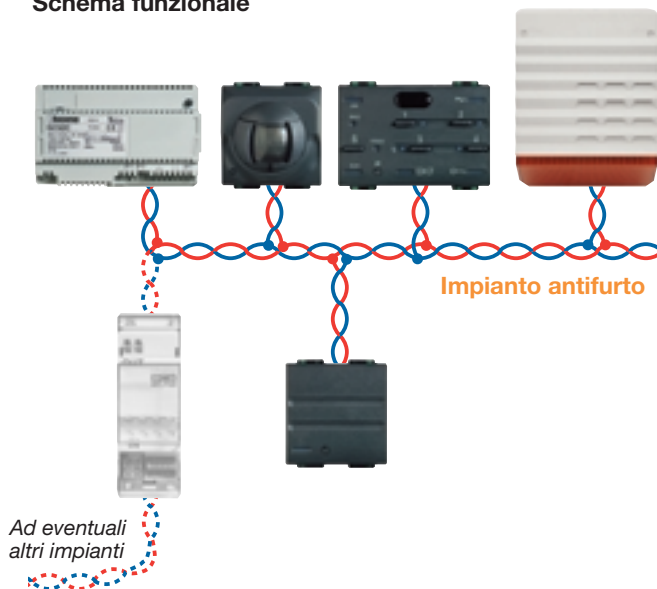 Schema funzionale
Impianto antifurto
Ad eventuali
altri impianti